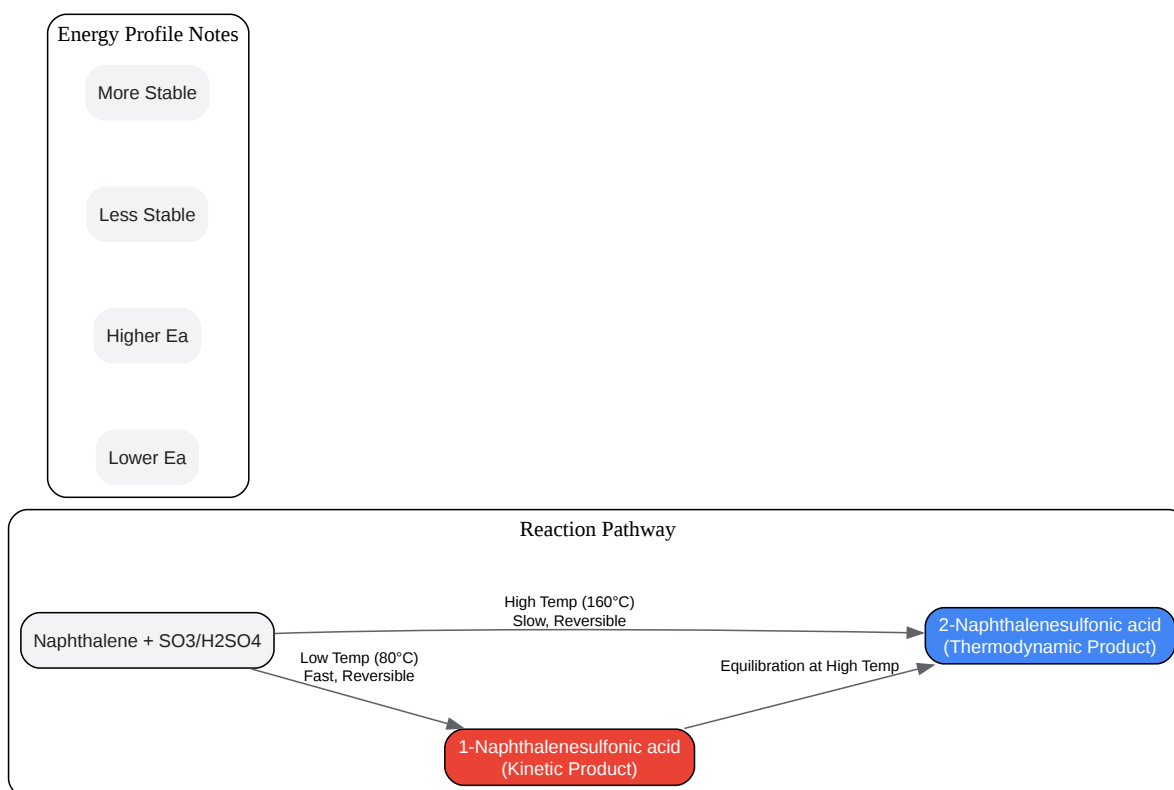 Energy Profile Notes
More Stable
Less Stable
Higher Ea
Lower Ea
Reaction Pathway
Naphthalene + SO3/H2SO4
High Temp (160°C)
Slow, Reversible
Low Temp (80°C)
Fast, Reversible
Equilibration at High Temp
2-Naphthalenesulfonic acid
(Thermodynamic Product)
1-Naphthalenesulfonic acid
(Kinetic Product)